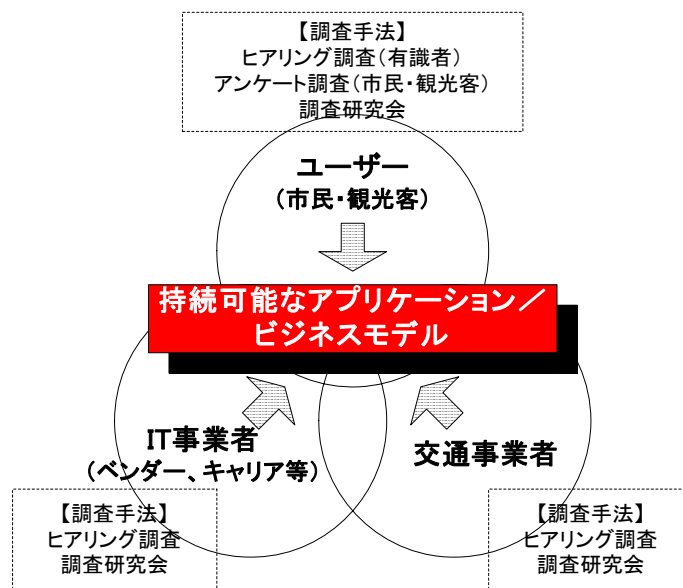 【調査手法】
ヒアリング調査(有識者)
アンケート調査(市民・観光客)
調査研究会
ユーザー
(市民・観光客)
持続可能なアプリケーション/
ビジネスモデル
IT事業者
(ベンダー、キャリア等)
交通事業者
【調査手法】
ヒアリング調査
調査研究会
【調査手法】
ヒアリング調査
調査研究会